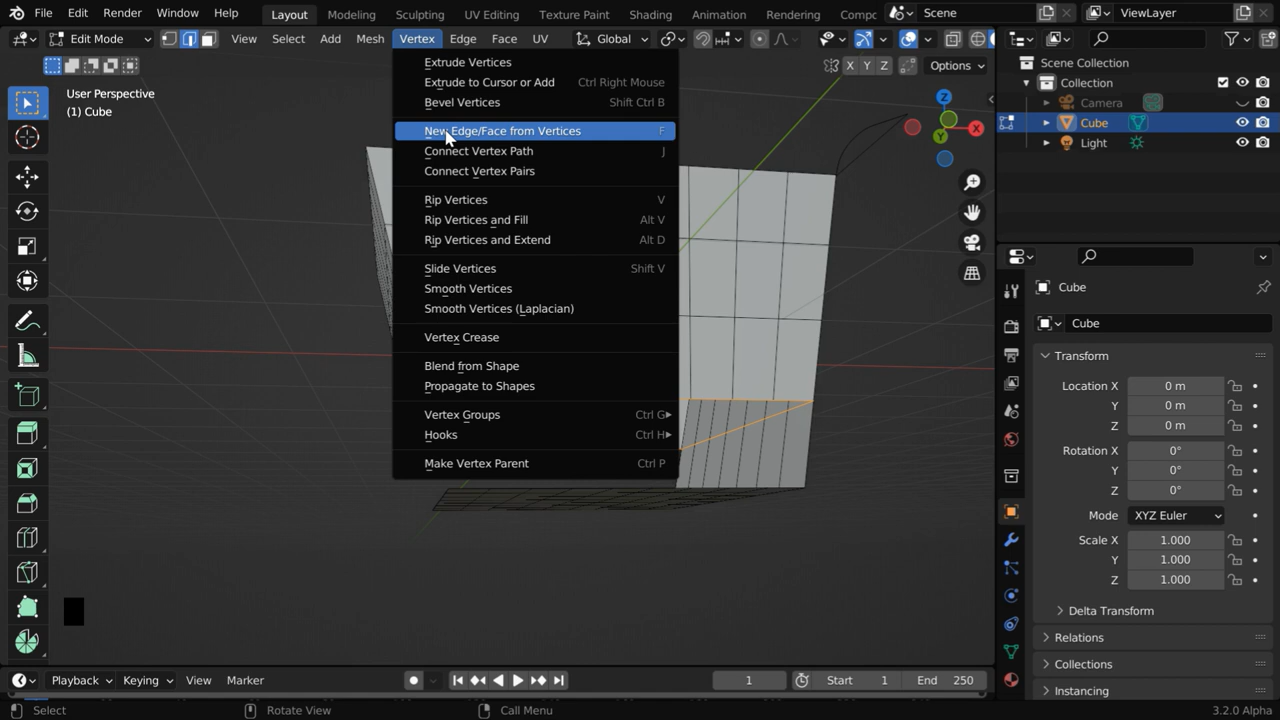 File Edit Render Window Help Layout Modeling Sculpting UV Editing Texture Paint Shading Animation Rendering Compc Scene ViewLayer
Edit Mode View Select Add Mesh Vertex Edge Face UV Global
X Y Z Options
User Perspective
(1) Cube
Extrude Vertices
Extrude to Cursor or Add Ctrl Right Mouse
Bevel Vertices Shift Ctrl B
New Edge/Face from Vertices F
Connect Vertex Path J
Connect Vertex Pairs
Rip Vertices V
Rip Vertices and Fill Alt V
Rip Vertices and Extend Alt D
Slide Vertices Shift V
Smooth Vertices
Smooth Vertices (Laplacian)
Vertex Crease
Blend from Shape
Propagate to Shapes
Vertex Groups Ctrl G
Hooks Ctrl H
Make Vertex Parent Ctrl P
Z
X
Y
Scene Collection
Collection
Camera
Cube
Light
Cube
Cube
Transform
Location X 0 m
Y 0 m
Z 0 m
Rotation X 0°
Y 0°
Z 0°
Mode XYZ Euler
Scale X 1.000
Y 1.000
Z 1.000
Delta Transform
Relations
Collections
Instancing
Playback Keying View Marker 1 Start 1 End 250
Select Rotate View Call Menu 3.2.0 Alpha